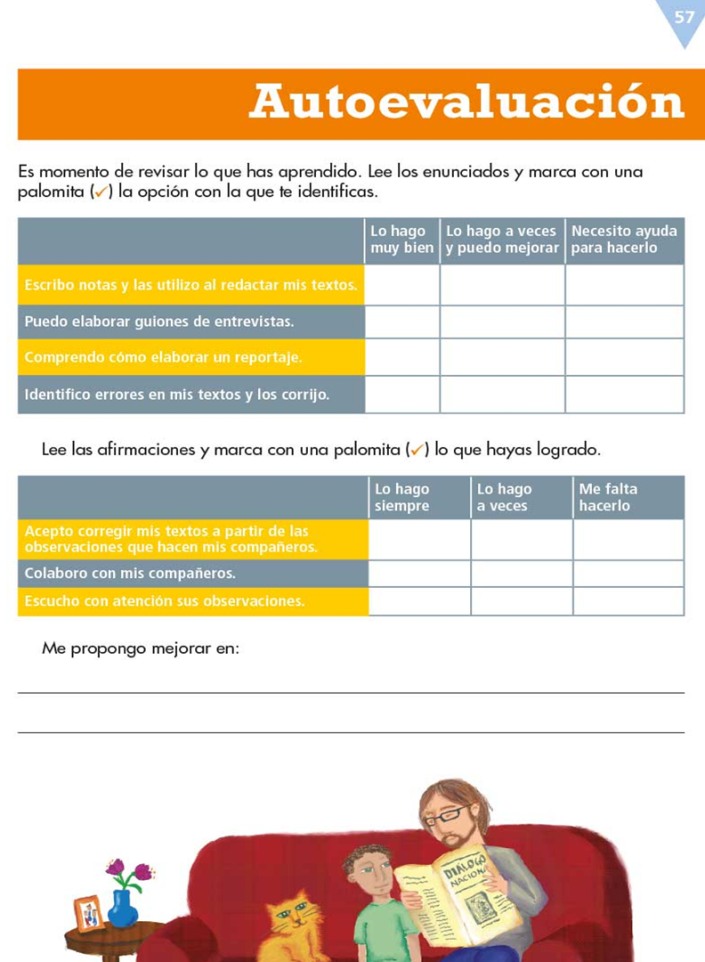 57
Autoevaluación
Es momento de revisar lo que has aprendido. Lee los enunciados y marca con una
palomita (✓) la opción con la que te identificas.
Lo hago
muy bien
Lo hago a veces
y puedo mejorar
Necesito ayuda
para hacerlo
Escribo notas y las utilizo al redactar mis textos.
Puedo elaborar guiones de entrevistas.
Comprendo cómo elaborar un reportaje.
Identifico errores en mis textos y los corrijo.
Lee las afirmaciones y marca con una palomita (✓) lo que hayas logrado.
Lo hago
siempre
Lo hago
a veces
Me falta
hacerlo
Acepto corregir mis textos a partir de las
observaciones que hacen mis compañeros.
Colaboro con mis compañeros.
Escucho con atención sus observaciones.
Me propongo mejorar en:
DIÁLOGO
NACIONAL